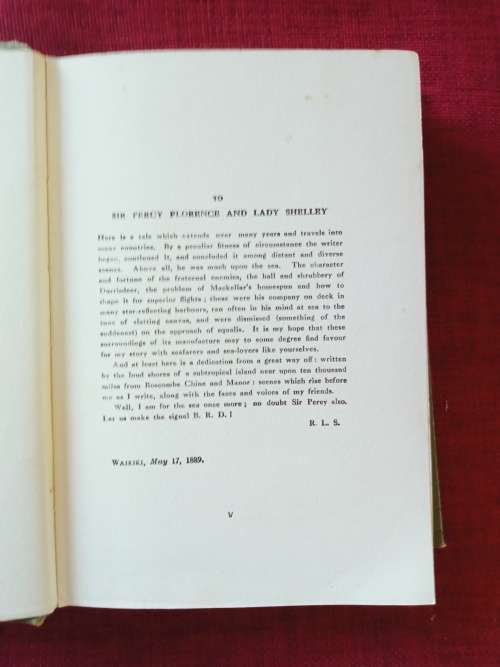 TO
SIR PERCY FLORENCE AND LADY SHELLEY
Here is a tale which extends over many years and travels into
many countries. By a peculiar fitness of circumstance the writer
began, continued it, and concluded it among distant and diverse
scenes. Above all, he was much upon the sea. The character
and fortune of the fraternal enemies, the hall and shrubbery of
Durrisdeer, the problem of Mackellar's homespun and how to
shape it for superior flights; these were his company on deck in
many star-reflecting harbours, ran often in his mind at sea to the
tune of slatting canvas, and were dismissed (something of the
suddenest) on the approach of squalls. It is my hope that these
surroundings of its manufacture may to some degree find favour
for my story with seafarers and sea-lovers like yourselves.
And at least here is a dedication from a great way off: written
by the loud shores of a subtropical island near upon ten thousand
miles from Boscombe Chine and Manor: scenes which rise before
me as I write, along with the faces and voices of my friends.
Well, I am for the sea once more; no doubt Sir Percy also.
Let us make the signal B. R. D.!
R. L. S.
WAIKIKI, May 17, 1889.
V